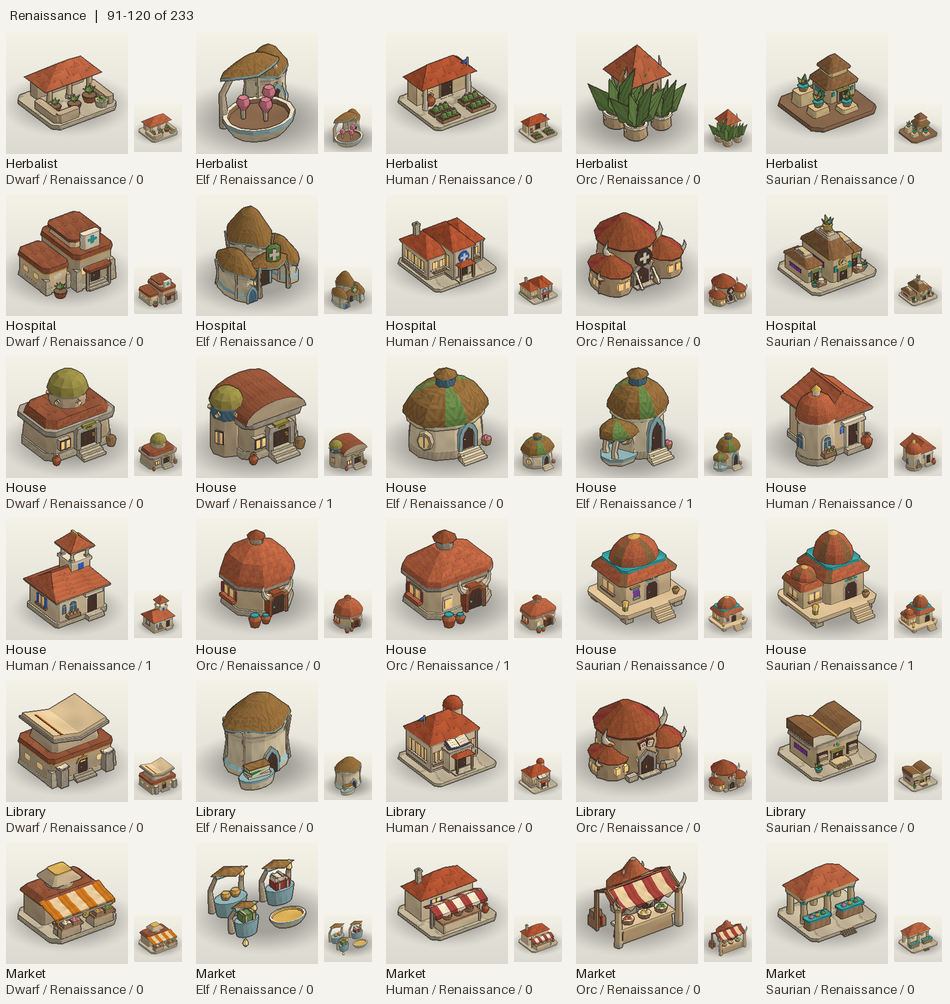 Renaissance | 91-120 of 233
Herbalist
Dwarf / Renaissance / 0
Herbalist
Elf / Renaissance / 0
Herbalist
Human / Renaissance / 0
Herbalist
Orc / Renaissance / 0
Herbalist
Saurian / Renaissance / 0
Hospital
Dwarf / Renaissance / 0
Hospital
Elf / Renaissance / 0
Hospital
Human / Renaissance / 0
Hospital
Orc / Renaissance / 0
Hospital
Saurian / Renaissance / 0
House
Dwarf / Renaissance / 0
House
Dwarf / Renaissance / 1
House
Elf / Renaissance / 0
House
Elf / Renaissance / 1
House
Human / Renaissance / 0
House
Human / Renaissance / 1
House
Orc / Renaissance / 0
House
Orc / Renaissance / 1
House
Saurian / Renaissance / 0
House
Saurian / Renaissance / 1
Library
Dwarf / Renaissance / 0
Library
Elf / Renaissance / 0
Library
Human / Renaissance / 0
Library
Orc / Renaissance / 0
Library
Saurian / Renaissance / 0
Market
Dwarf / Renaissance / 0
Market
Elf / Renaissance / 0
Market
Human / Renaissance / 0
Market
Orc / Renaissance / 0
Market
Saurian / Renaissance / 0